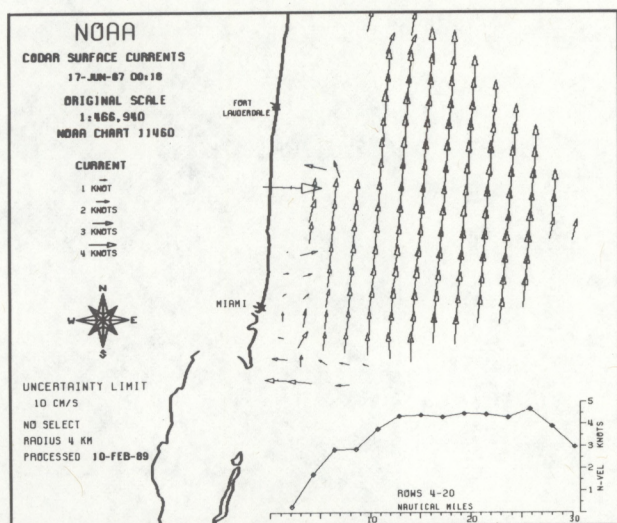 NOAA
CODAR SURFACE CURRENTS
17-JUN-87 00:18
ORIGINAL SCALE
1:466,940
NOAA CHART 11460
CURRENT
1 KNOT
2 KNOTS
3 KNOTS
4 KNOTS
N
W E
S
UNCERTAINTY LIMIT
10 CM/S
NO SELECT
RADIUS 4 KM
PROCESSED 10-FEB-89
FORT
LAUDERDALE
MIAMI
5
4
3
2
1
N-VEL KNOTS
ROWS 4-20
NAUTICAL MILES
10 20 30